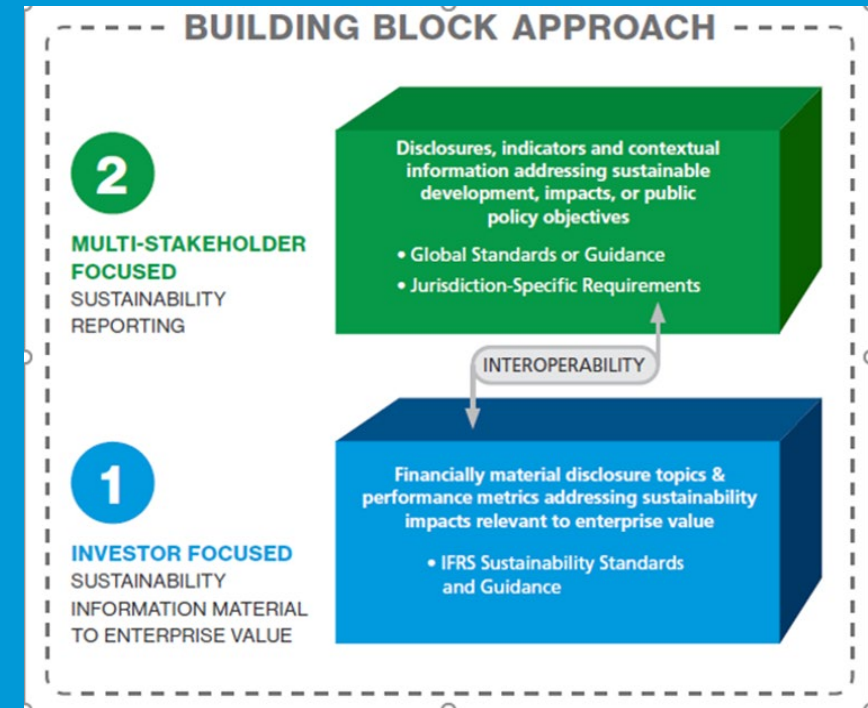 BUILDING BLOCK APPROACH
2
MULTI-STAKEHOLDER
FOCUSED
SUSTAINABILITY
REPORTING
Disclosures, indicators and contextual
information addressing sustainable
development, impacts, or public
policy objectives
• Global Standards or Guidance
• Jurisdiction-Specific Requirements
INTEROPERABILITY
1
INVESTOR FOCUSED
SUSTAINABILITY
INFORMATION MATERIAL
TO ENTERPRISE VALUE
Financially material disclosure topics &
performance metrics addressing sustainability
impacts relevant to enterprise value
• IFRS Sustainability Standards
and Guidance